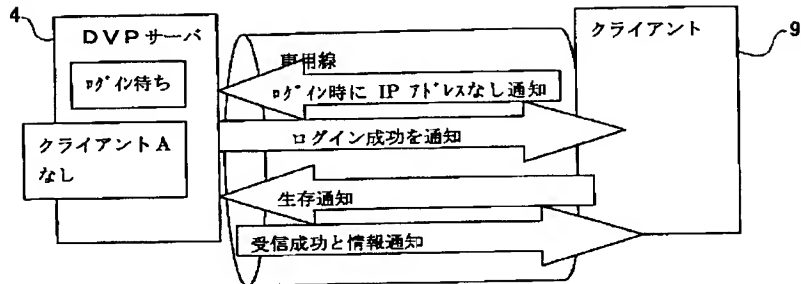 4
DVPサーバ
ログイン待ち
クライアントA
なし
専用線
ログイン時に IP アドレスなし通知
ログイン成功を通知
生存通知
受信成功と情報通知
クライアント
9